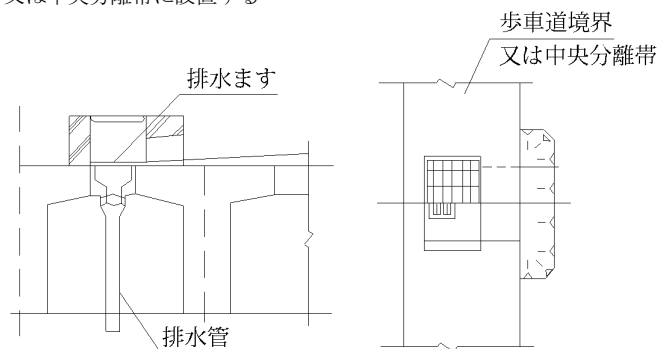 又は中央分離帯に設置する
歩車道境界
又は中央分離帯
排水ます
排水管